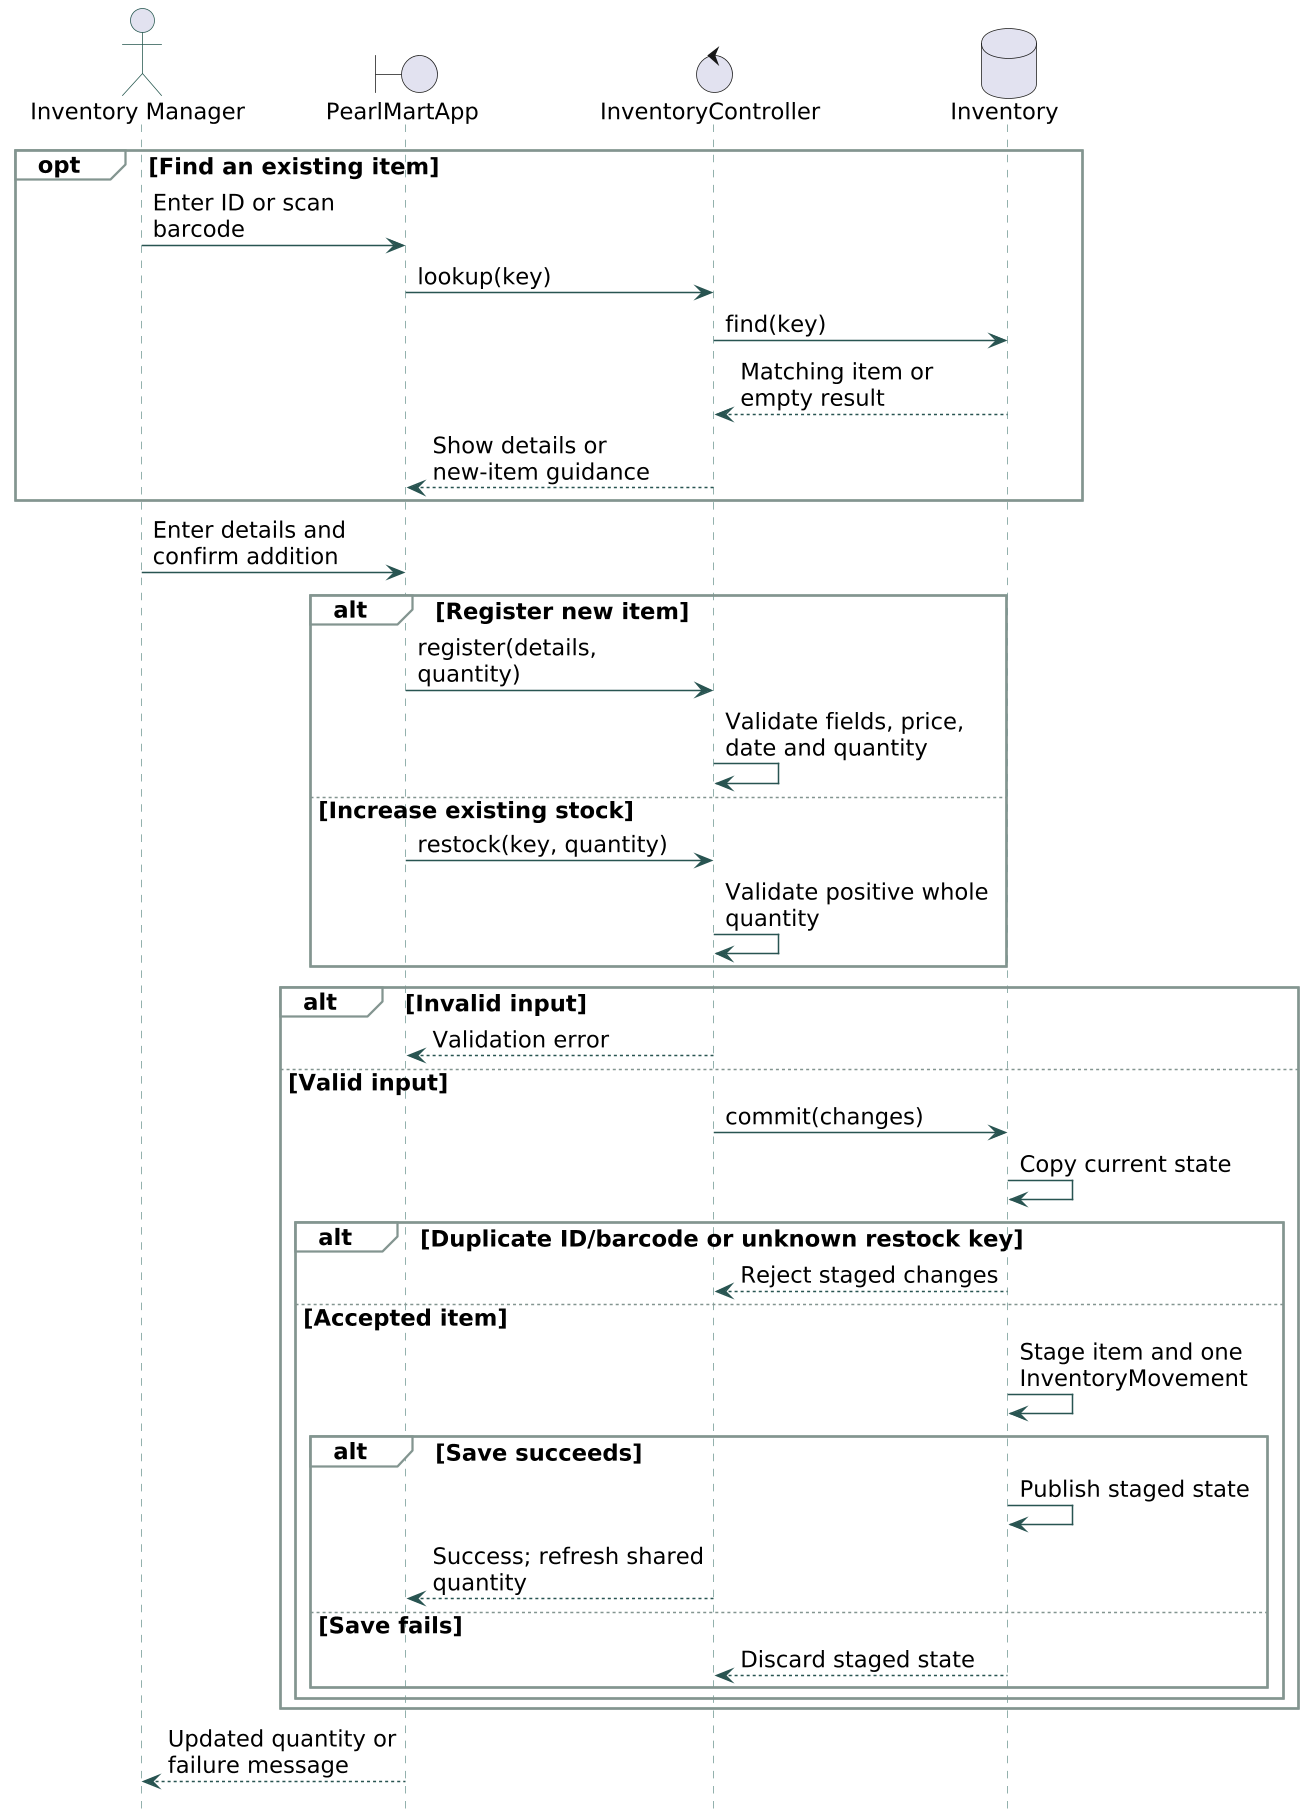 Inventory Manager
PearlMartApp
InventoryController
Inventory
opt
[Find an existing item]
Enter ID or scan
barcode
lookup(key)
find(key)
Matching item or
empty result
Show details or
new-item guidance
Enter details and
confirm addition
alt
[Register new item]
register(details,
quantity)
Validate fields, price,
date and quantity
[Increase existing stock]
restock(key, quantity)
Validate positive whole
quantity
alt
[Invalid input]
Validation error
[Valid input]
commit(changes)
Copy current state
alt
[Duplicate ID/barcode or unknown restock key]
Reject staged changes
[Accepted item]
Stage item and one
InventoryMovement
alt
[Save succeeds]
Publish staged state
Success; refresh shared
quantity
[Save fails]
Discard staged state
Updated quantity or
failure message